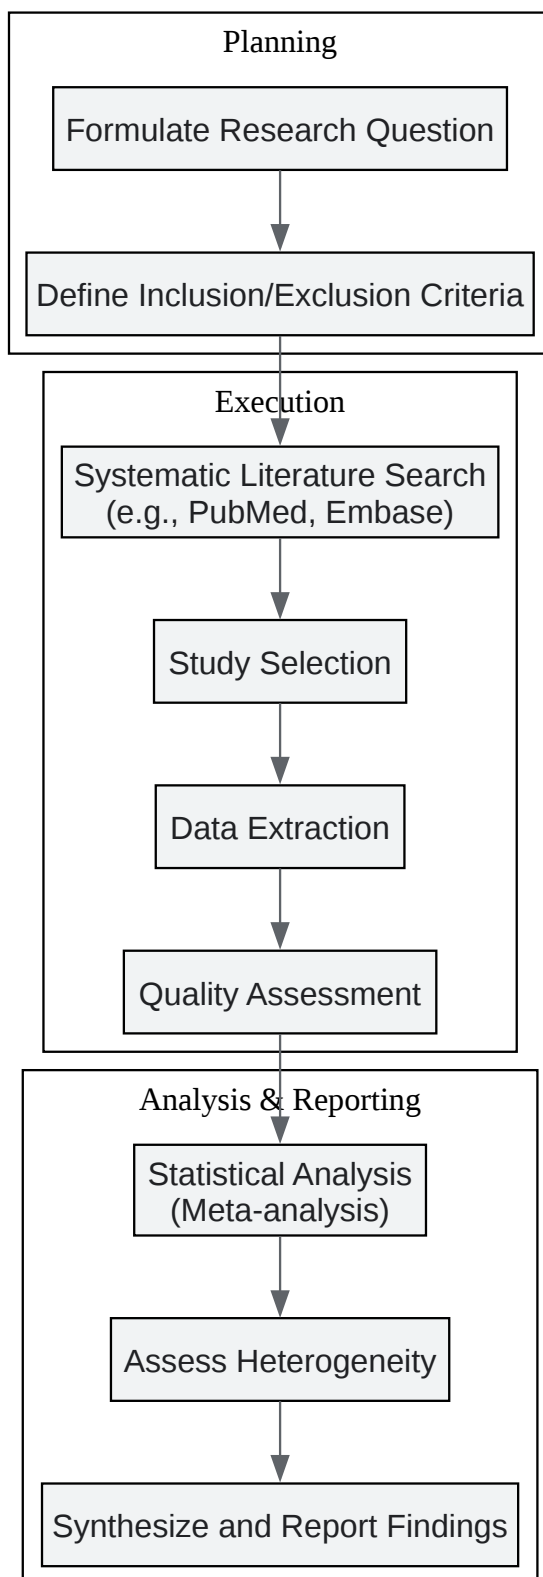 Planning
Formulate Research Question
Define Inclusion/Exclusion Criteria
Execution
Systematic Literature Search
(e.g., PubMed, Embase)
Study Selection
Data Extraction
Quality Assessment
Analysis & Reporting
Statistical Analysis
(Meta-analysis)
Assess Heterogeneity
Synthesize and Report Findings